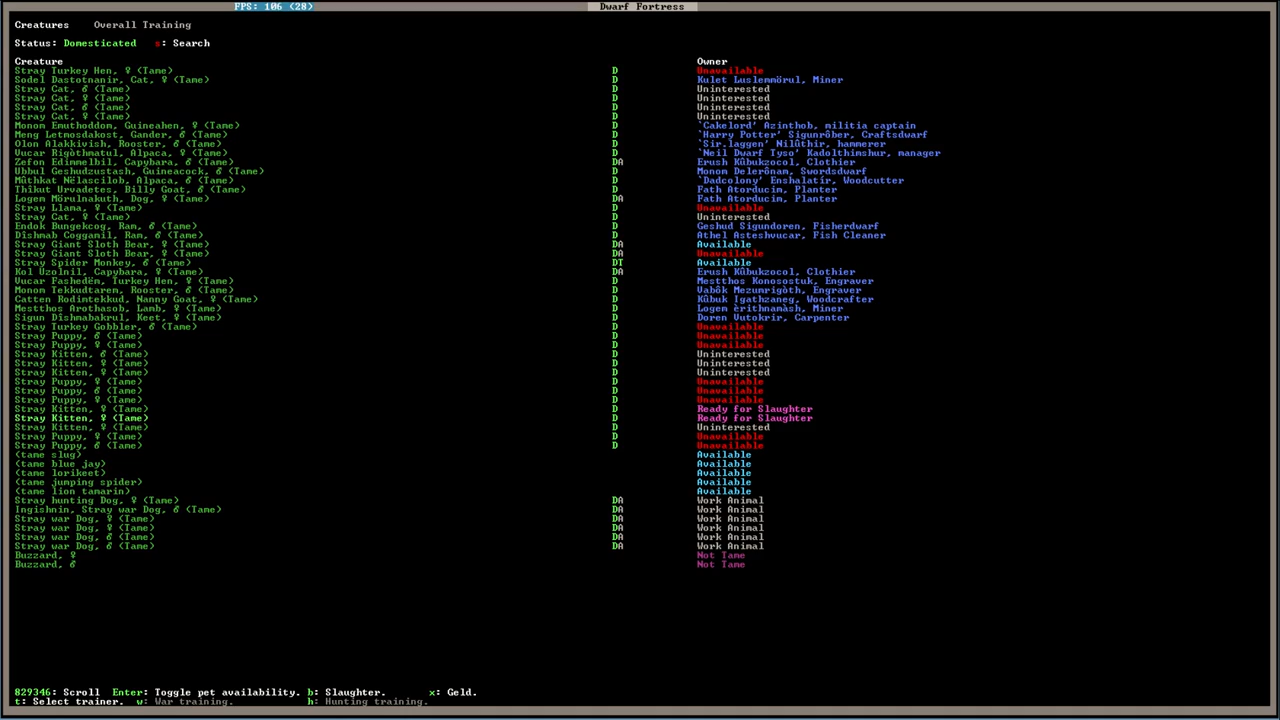 FPS: 106 (28) Dwarf Fortress
Creatures Overall Training
Status: Domesticated s: Search
Creature Owner
Stray Turkey Hen, ♀ (Tame) D Unavailable
Sodel Dastotnanir, Cat, ♀ (Tame) D Kulet Luslemmörul, Miner
Stray Cat, ♂ (Tame) D Uninterested
Stray Cat, ♀ (Tame) D Uninterested
Stray Cat, ♂ (Tame) D Uninterested
Stray Cat, ♂ (Tame) D Uninterested
Monom Emuthoddom, Guineahen, ♀ (Tame) D `Cakelord' Azinthob, militia captain
Meng Letmosdakost, Gander, ♂ (Tame) D `Harry Potter' Sigunrôber, Craftsdwarf
Olon Alakkivish, Rooster, ♂ (Tame) D `Sir.laggen' Nilûthir, hammerer
Vucar Rigòthmatul, Alpaca, ♀ (Tame) D `Neil Dwarf Tyso' Kadolthimshur, manager
Zefon Edimmelbil, Capybara, ♂ (Tame) DA Erush Kûbukzocol, Clothier
Ubbul Geshudzustash, Guineacock, ♂ (Tame) D Monom Delerönam, Swordsdwarf
Mûthkat Nëlascilob, Alpaca, ♂ (Tame) D `Dadcolony' Enshalatír, Woodcutter
Thîkut Urvadetes, Billy Goat, ♂ (Tame) D Fath Atorducim, Planter
Logem Mörulnakuth, Dog, ♀ (Tame) DA Fath Atorducim, Planter
Stray Llama, ♀ (Tame) D Unavailable
Stray Cat, ♀ (Tame) D Uninterested
Endok Bungekcog, Ram, ♂ (Tame) D Geshud Sigundoren, Fisherdwarf
Dishmab Cogganil, Ram, ♂ (Tame) D Athel Asteshvucar, Fish Cleaner
Stray Giant Sloth Bear, ♂ (Tame) DA Available
Stray Giant Sloth Bear, ♀ (Tame) DA Unavailable
Stray Spider Monkey, ♂ (Tame) DT Available
Kol Uzolnil, Capybara, ♀ (Tame) DA Erush Kûbukzocol, Clothier
Vucar Fashedëm, Turkey Hen, ♀ (Tame) D Mestthos Konosostuk, Engraver
Monom Tekkudtarem, Rooster, ♂ (Tame) D Vabôk Mezumrigòth, Engraver
Catten Rodimtekkud, Nanny Goat, ♀ (Tame) D Kûbuk Igathzaneg, Woodcrafter
Mestthos Arothasob, Lamb, ♀ (Tame) D Logem èrithnamàsh, Miner
Sigun Dîshmabakrul, Keet, ♀ (Tame) D Doren Vutokrir, Carpenter
Stray Turkey Gobbler, ♂ (Tame) D Unavailable
Stray Puppy, ♂ (Tame) D Unavailable
Stray Puppy, ♀ (Tame) D Unavailable
Stray Kitten, ♂ (Tame) D Uninterested
Stray Kitten, ♀ (Tame) D Uninterested
Stray Kitten, ♀ (Tame) D Uninterested
Stray Puppy, ♀ (Tame) D Unavailable
Stray Puppy, ♂ (Tame) D Unavailable
Stray Puppy, ♀ (Tame) D Unavailable
Stray Kitten, ♀ (Tame) D Ready for Slaughter
Stray Kitten, ♀ (Tame) D Ready for Slaughter
Stray Kitten, ♀ (Tame) D Uninterested
Stray Puppy, ♀ (Tame) D Unavailable
Stray Puppy, ♂ (Tame) D Unavailable
(tame slug) Available
(tame blue jay) Available
(tame lorikeet) Available
(tame jumping spider) Available
(tame lion tamarin) Available
Stray hunting Dog, ♀ (Tame) DA Work Animal
Ingishnin, Stray war Dog, ♂ (Tame) DA Work Animal
Stray war Dog, ♀ (Tame) DA Work Animal
Stray war Dog, ♀ (Tame) DA Work Animal
Stray war Dog, ♂ (Tame) DA Work Animal
Stray war Dog, ♂ (Tame) DA Work Animal
Buzzard, ♀ Not Tame
Buzzard, ♂ Not Tame
829346: Scroll Enter: Toggle pet availability. b: Slaughter. x: Geld.
t: Select trainer. w: War training. h: Hunting training.